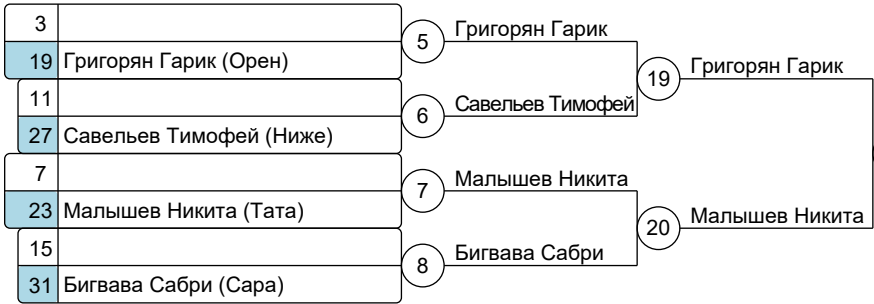 3
5
Григорян Гарик
19 Григорян Гарик (Орен)
19
Григорян Гарик
11
6
Савельев Тимофей
27 Савельев Тимофей (Ниже)
7
7
Малышев Никита
23 Малышев Никита (Тата)
20
Малышев Никита
15
8
Бигвава Сабри
31 Бигвава Сабри (Сара)